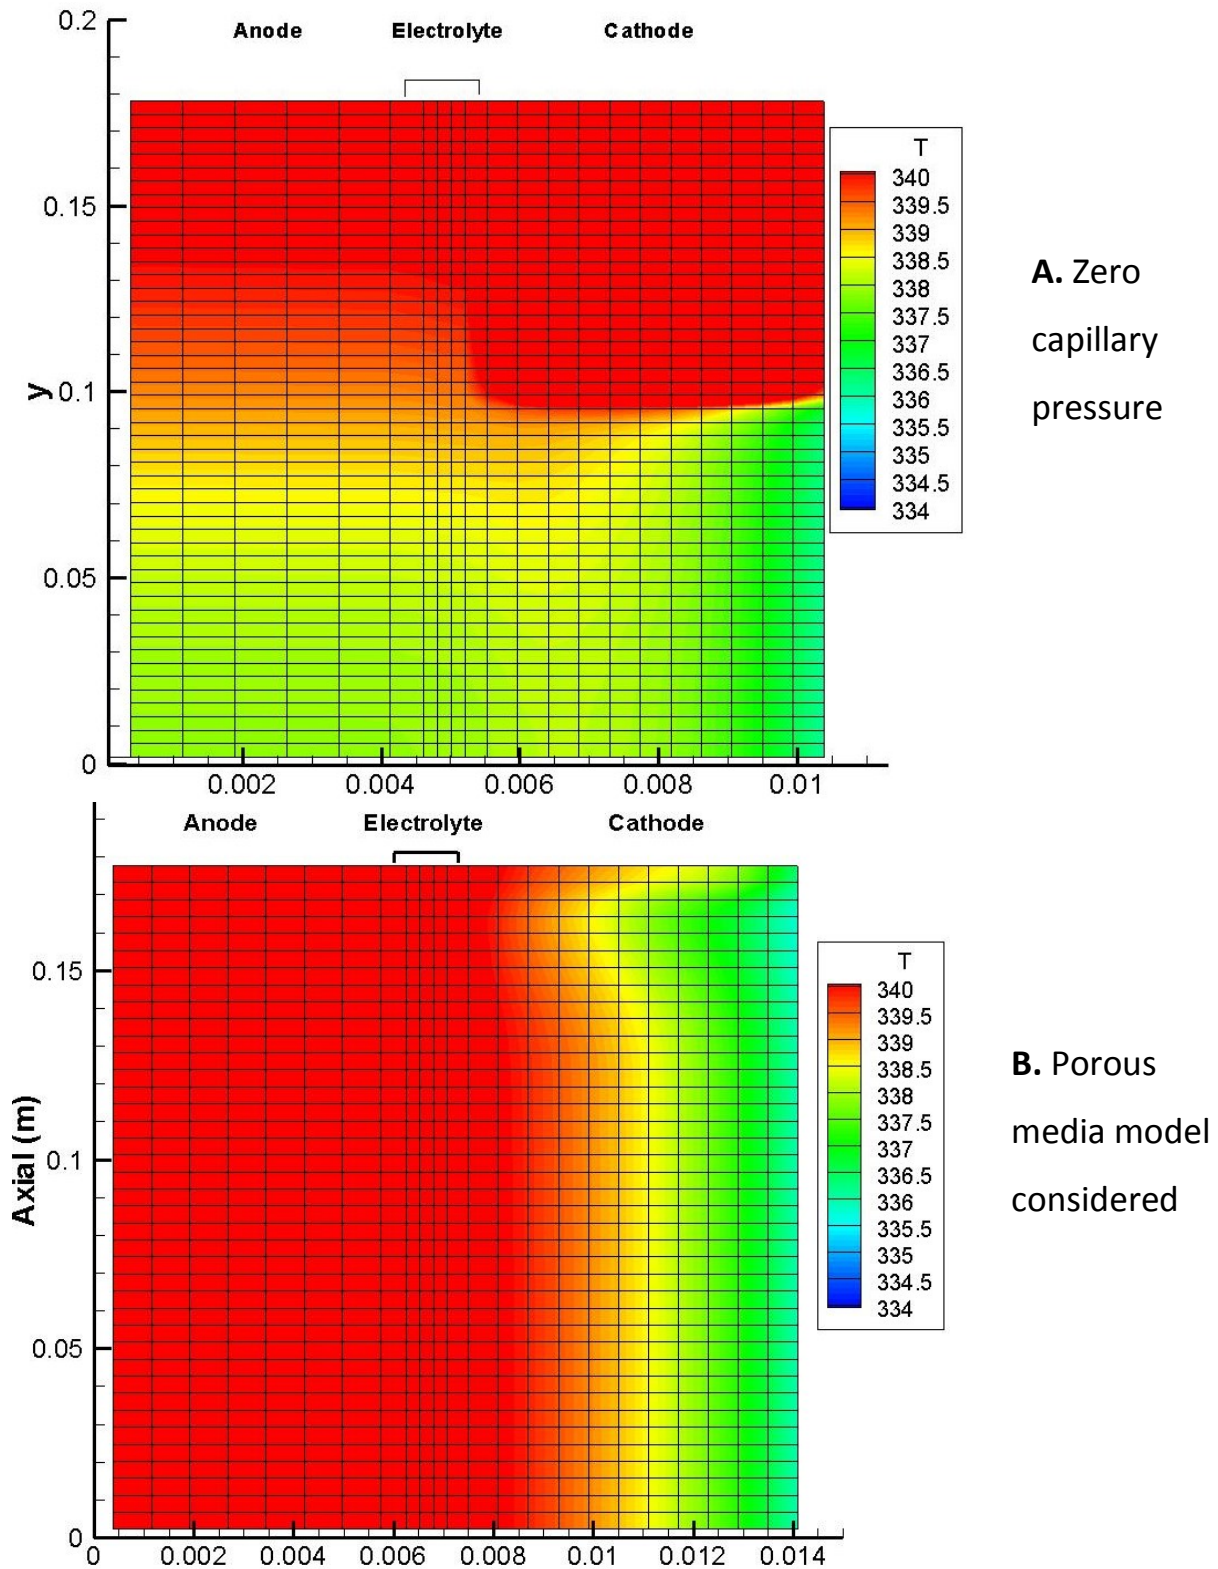 Anode Electrolyte Cathode
0.2
0.15
0.1
0.05
0
y
0.002 0.004 0.006 0.008 0.01
T
340
339.5
339
338.5
338
337.5
337
336.5
336
335.5
335
334.5
334
A. Zero
capillary
pressure
Anode Electrolyte Cathode
0.15
0.1
0.05
0
Axial (m)
0 0.002 0.004 0.006 0.008 0.01 0.012 0.014
T
340
339.5
339
338.5
338
337.5
337
336.5
336
335.5
335
334.5
334
B. Porous
media model
considered